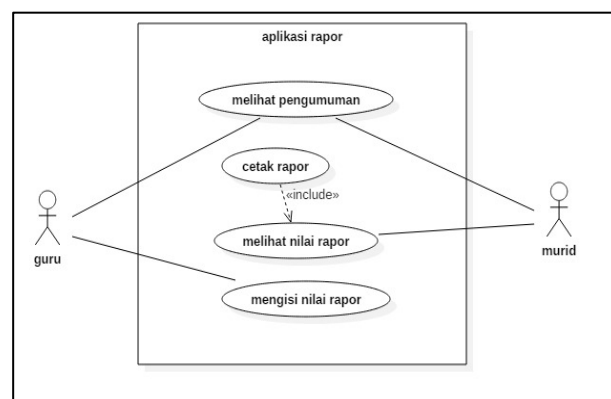 aplikasi rapor
melihat pengumuman
cetak rapor
«include»
melihat nilai rapor
guru
murid
mengisi nilai rapor